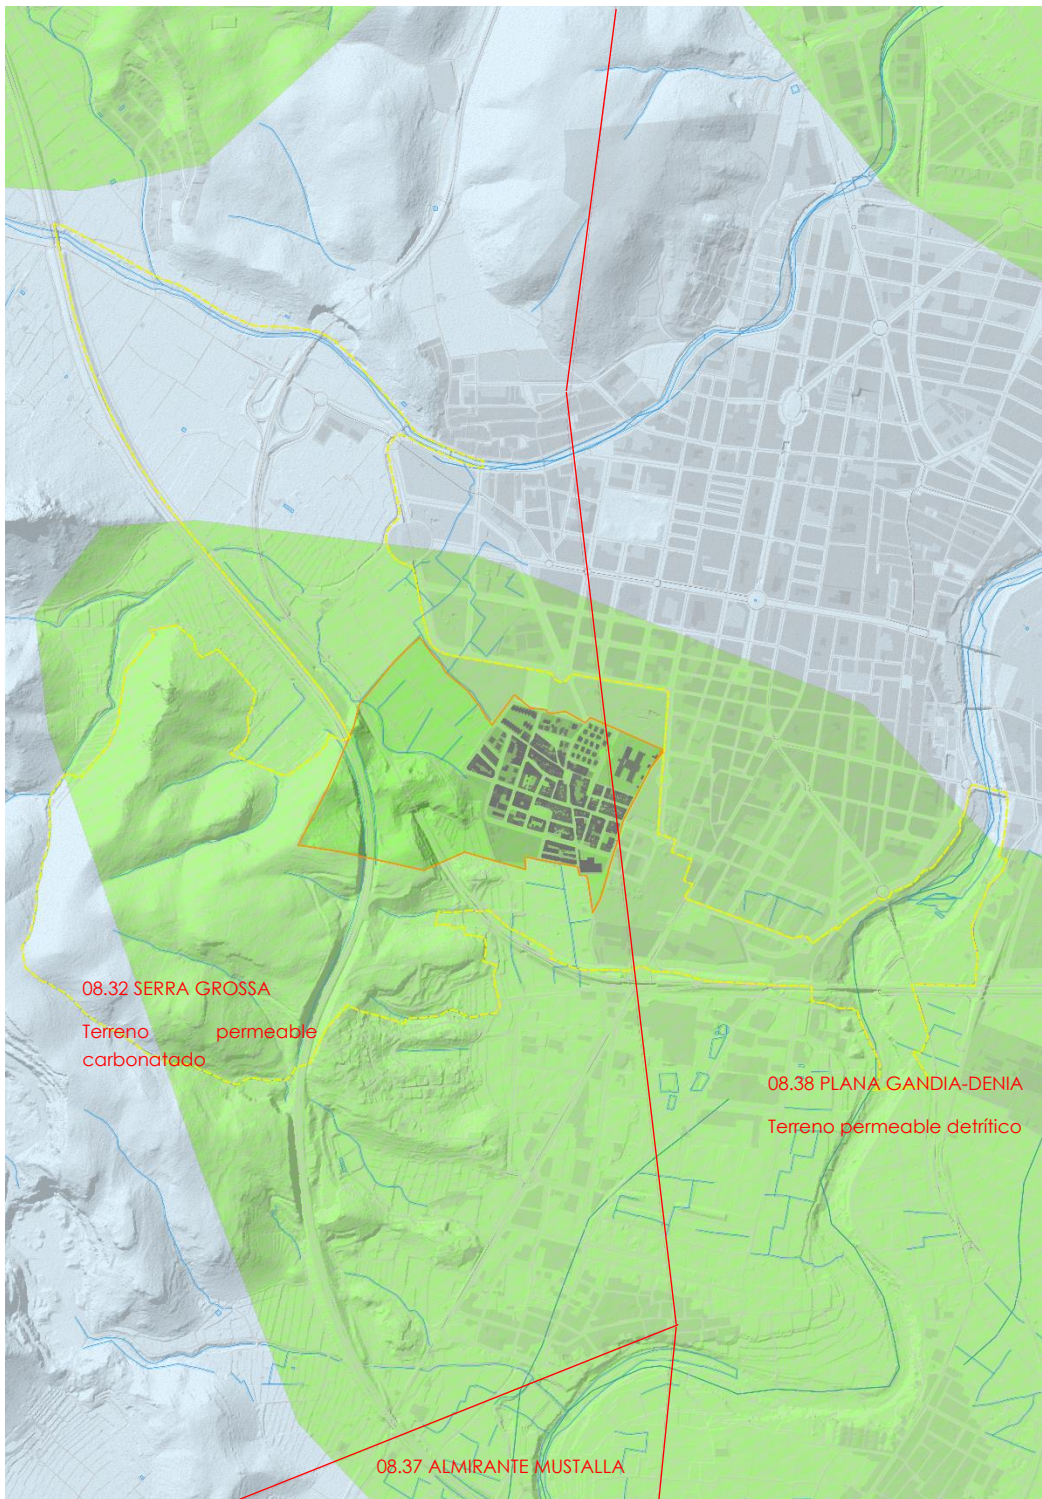 08.32 SERRA GROSSA
Terreno permeable
carbonatado
08.38 PLANA GANDIA-DENIA
Terreno permeable detrítico
08.37 ALMIRANTE MUSTALLA